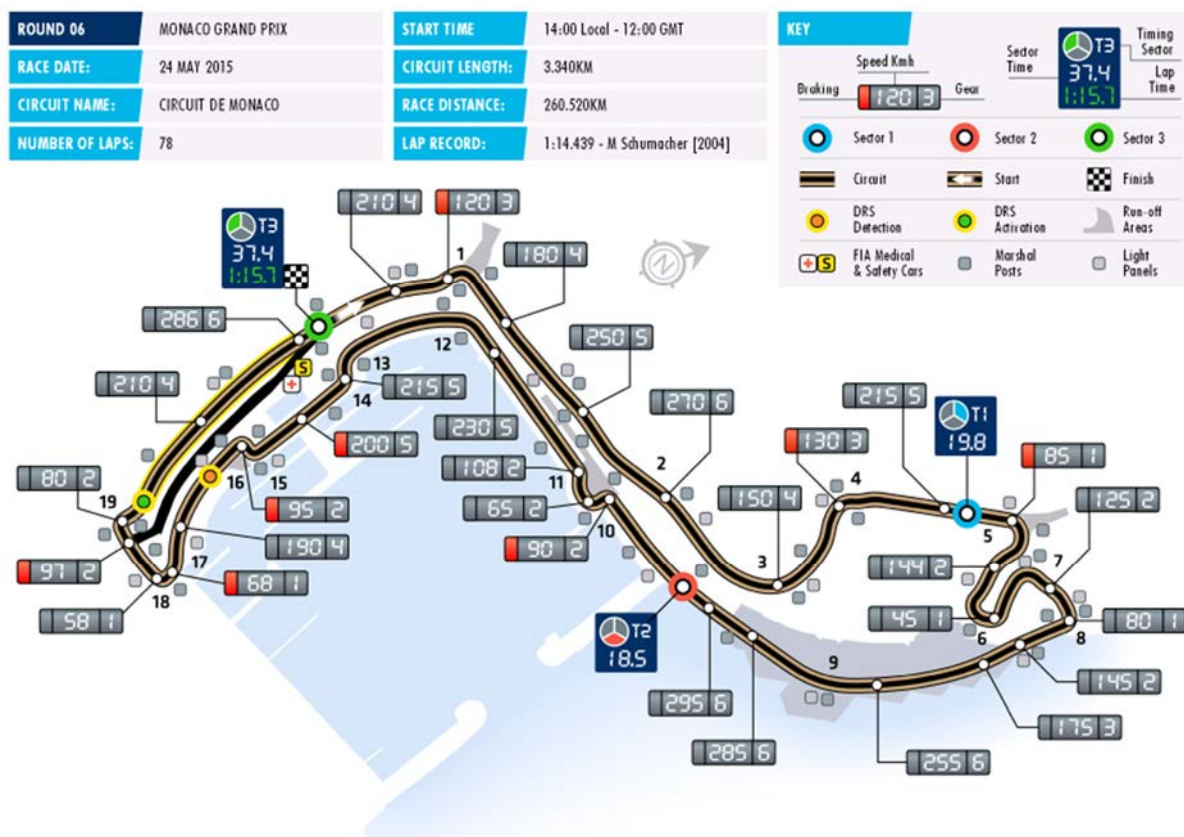 ROUND 06 MONACO GRAND PRIX START TIME 14:00 Local - 12:00 GMT
RACE DATE: 24 MAY 2015 CIRCUIT LENGTH: 3.340KM
CIRCUIT NAME: CIRCUIT DE MONACO RACE DISTANCE: 260.520KM
NUMBER OF LAPS: 78 LAP RECORD: 1:14.439 - M Schumacher [2004]
KEY
Speed Kmh
Braking 120 3 Gear
Sector Time
T3
37.4
1:15.7
Timing Sector
Lap Time
Sector 1 Sector 2 Sector 3
Circuit Start Finish
DRS Detection DRS Activation Run-off Areas
FIA Medical & Safety Cars Marshal Posts Light Panels
S
210 4
120 3
T3
37.4
1:15.7
1
180 4
N
286 6
250 5
12
13
S
210 4
14
215 5
270 6
215 5
T1
19.8
230 5
130 3
85 1
200 5
80 2
108 2
2
150 4
4
125 2
19
16
15
11
65 2
10
95 2
5
3
7
17
190 4
90 2
144 2
97 2
18
68 1
45 1
6
8
80 1
58 1
T2
18.5
9
145 2
295 6
175 3
285 6
255 6